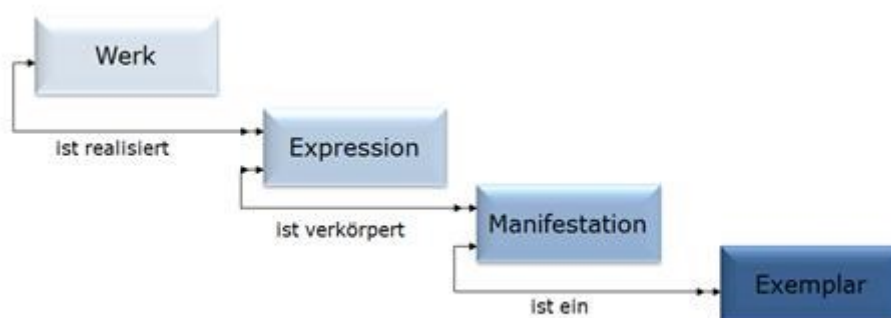 Werk
ist realisiert
Expression
ist verkörpert
Manifestation
ist ein
Exemplar